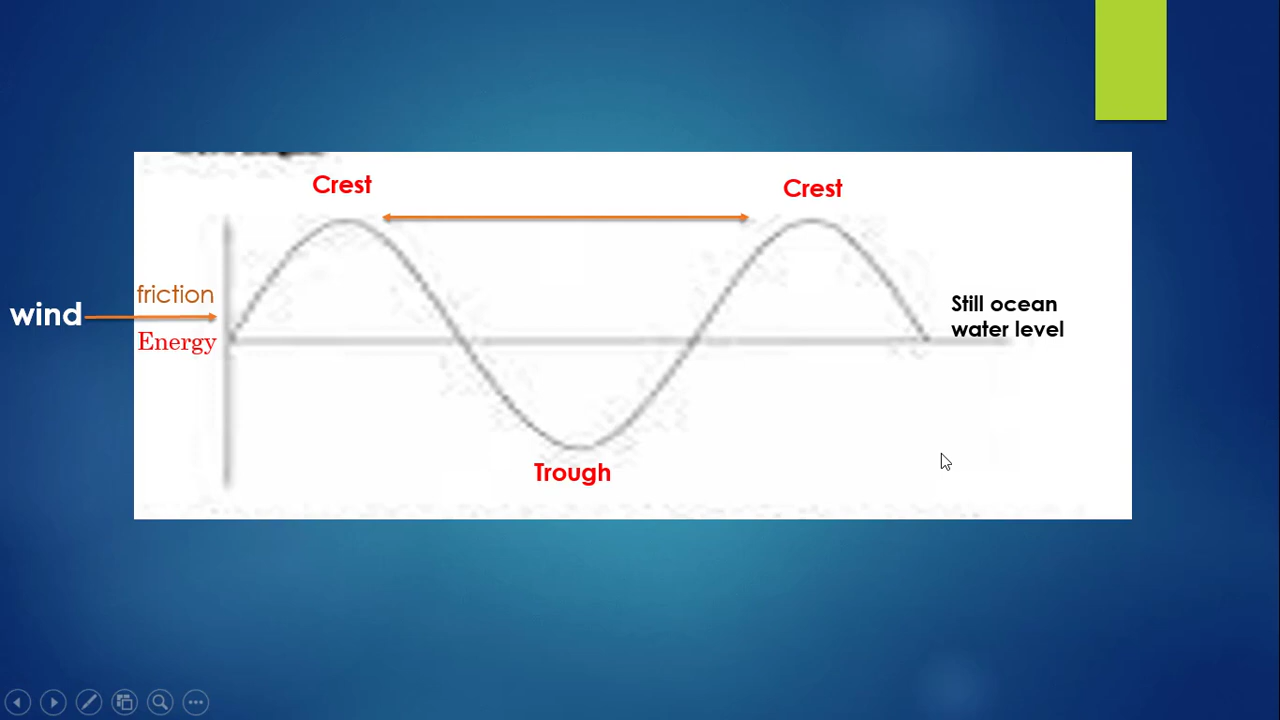 Crest
Crest
friction
wind
Energy
Still ocean
water level
Trough